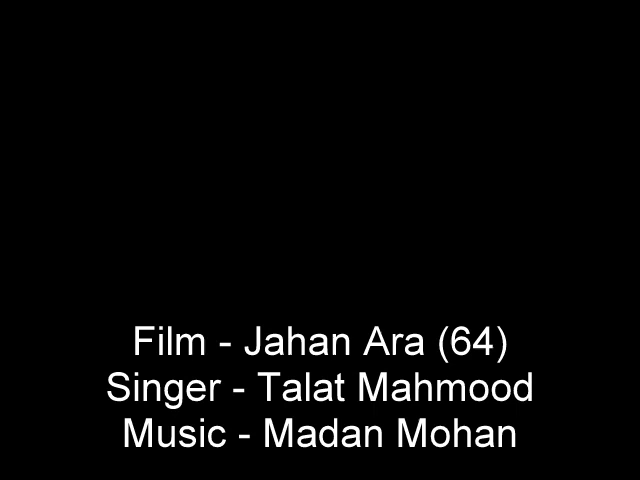 Film - Jahan Ara (64)
Singer - Talat Mahmood
Music - Madan Mohan